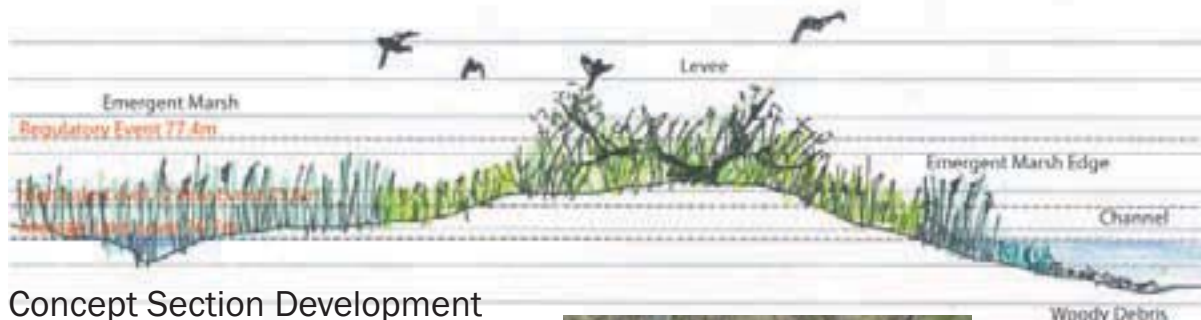 Levee
Emergent Marsh
Regulatory Event 77.4m
Emergent Marsh Edge
Channel
Concept Section Development
Woody Debris